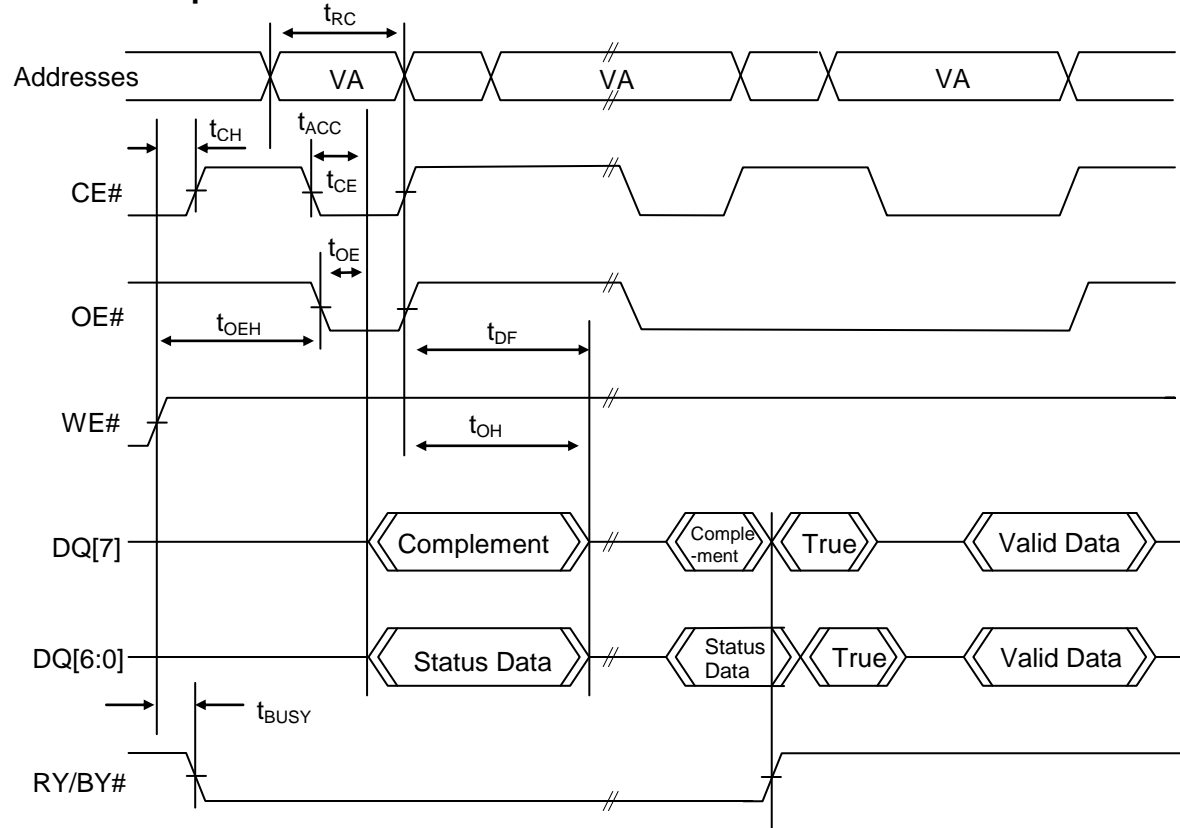 tRC
Addresses VA VA VA
tCH tACC
CE# tCE
tOE
OE#
tOEH tDF
WE#
tOH
DQ[7] Complement Comple
-ment True Valid Data
DQ[6:0] Status Data Status
Data True Valid Data
tBUSY
RY/BY#